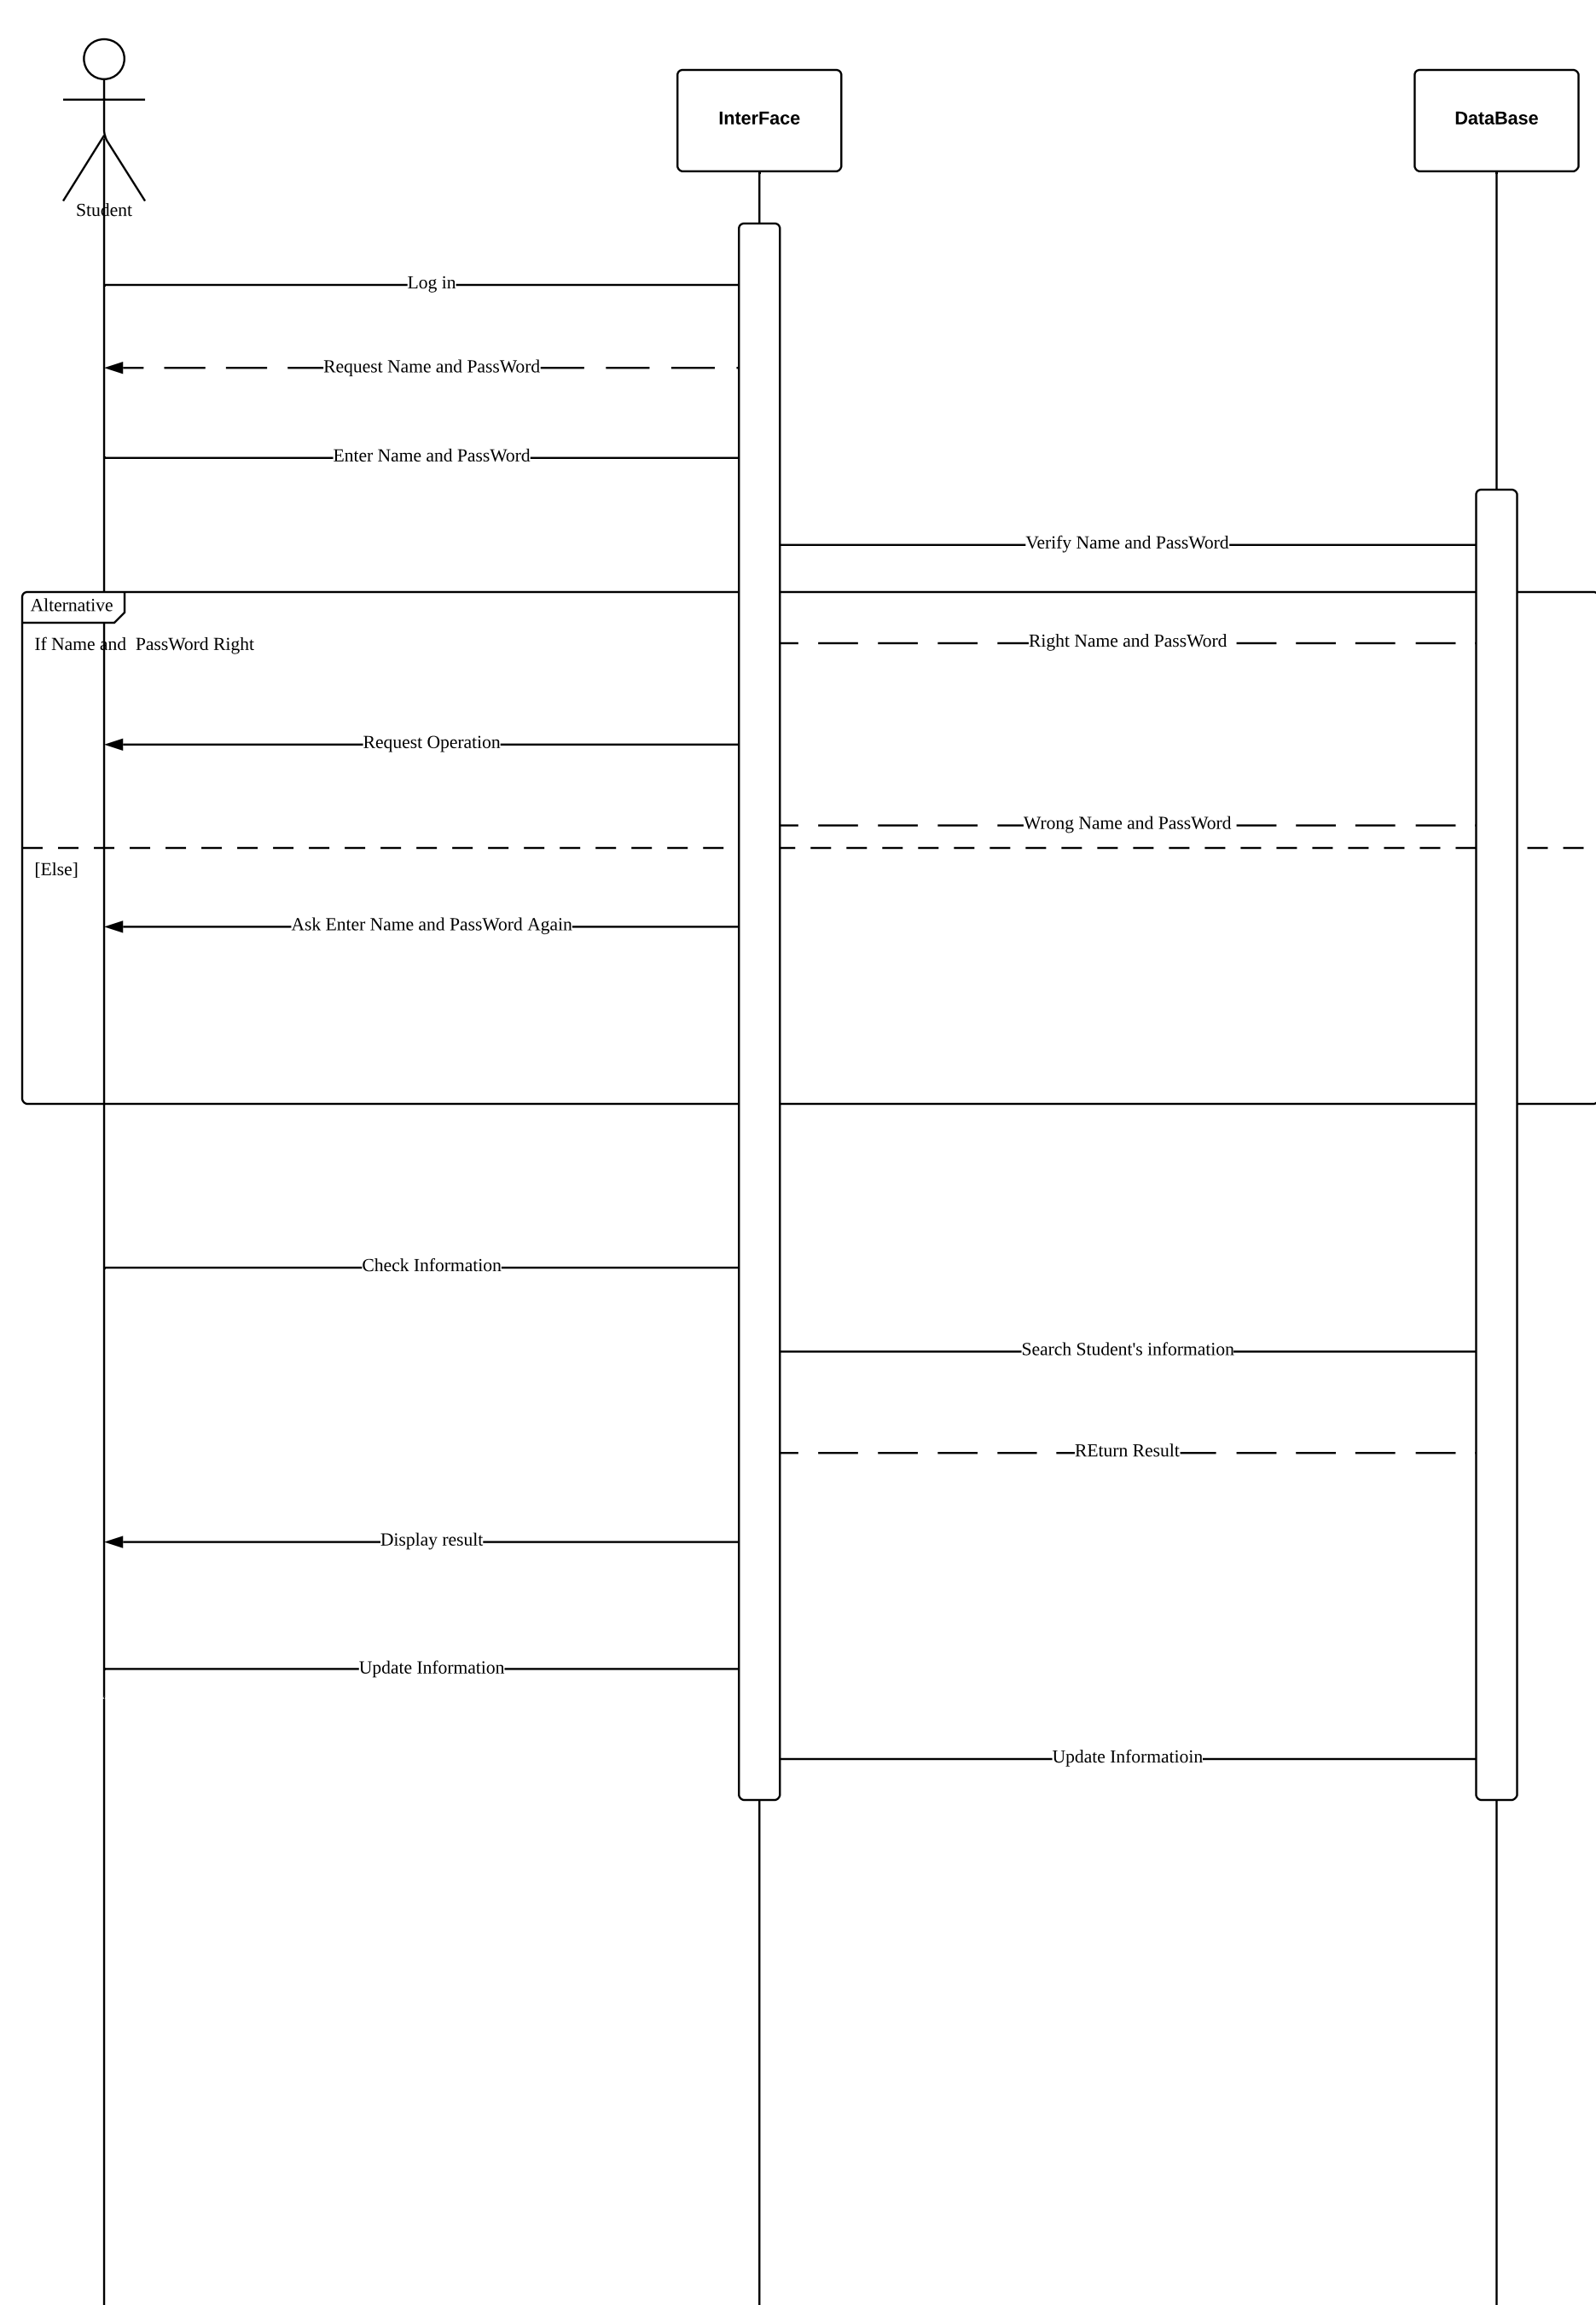 InterFace
DataBase
Student
Log in
Request Name and PassWord
Enter Name and PassWord
Verify Name and PassWord
Alternative
If Name and  PassWord Right
Right Name and PassWord
Request Operation
Wrong Name and PassWord
[Else]
Ask Enter Name and PassWord Again
Check Information
Search Student's information
REturn Result
Display result
Update Information
Update Informatioin